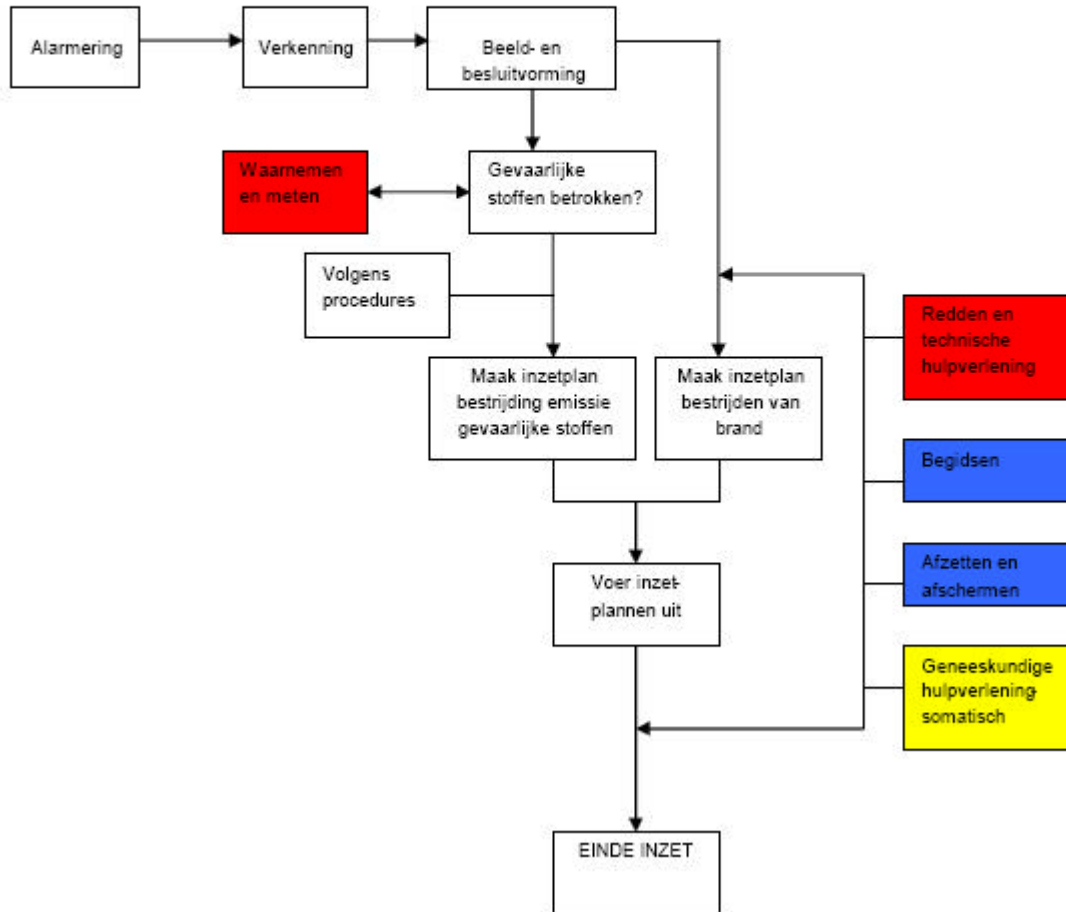 Alarmering
Verkenning
Beeld- en
besluitvorming
Waarnemen
en meten
Gevaarlijke
stoffen betrokken?
Volgens
procedures
Redden en
technische
hulpverlening
Maak inzetplan
bestrijding emissie
gevaarlijke stoffen
Maak inzetplan
bestrijden van
brand
Begidsen
Afzetten en
afschermen
Voer inzet-
plannen uit
Geneeskundige
hulpverlening-
somatisch
EINDE INZET